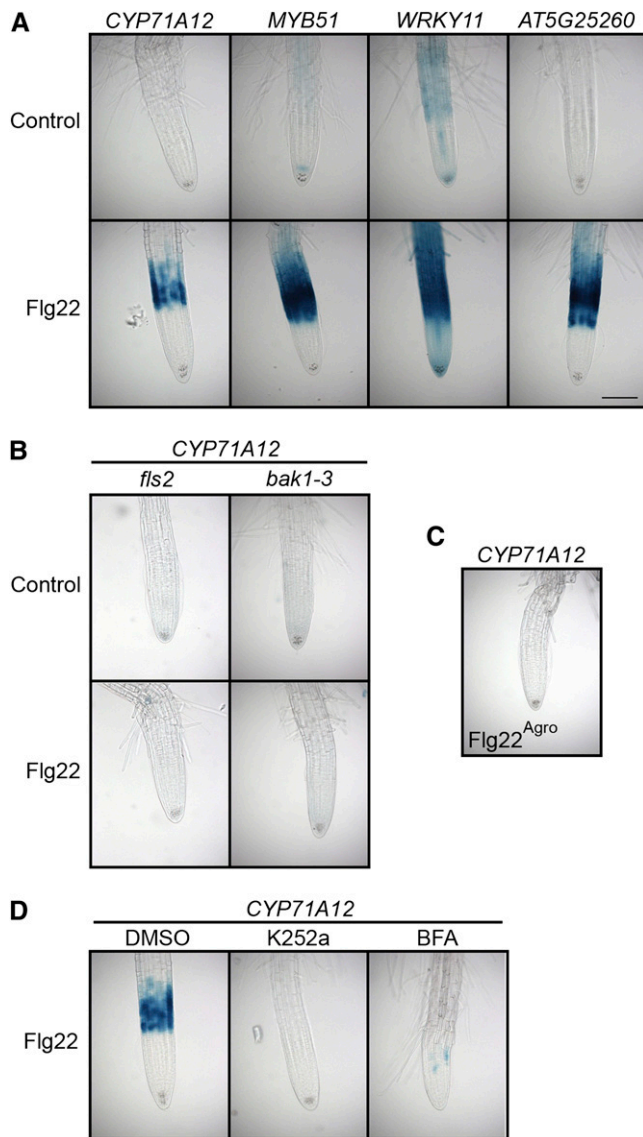 A
CYP71A12 MYB51 WRKY11 AT5G25260
Control
Flg22
B
CYP71A12
fls2 bak1-3
Control
Flg22
C
CYP71A12
Flg22Agro
D
CYP71A12
DMSO K252a BFA
Flg22